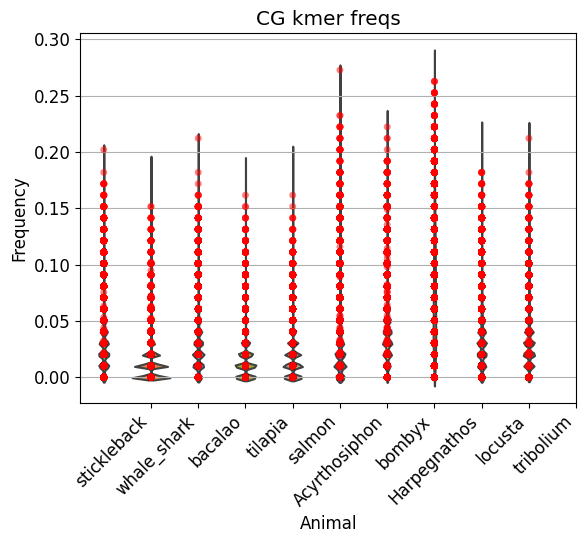 CG kmer freqs
0.30
0.25
0.20
0.15
0.10
0.05
0.00
Frequency
stickleback
whale_shark
bacalao
tilapia
salmon
Acyrthosiphon
bombyx
Harpegnathos
locusta
tribolium
Animal